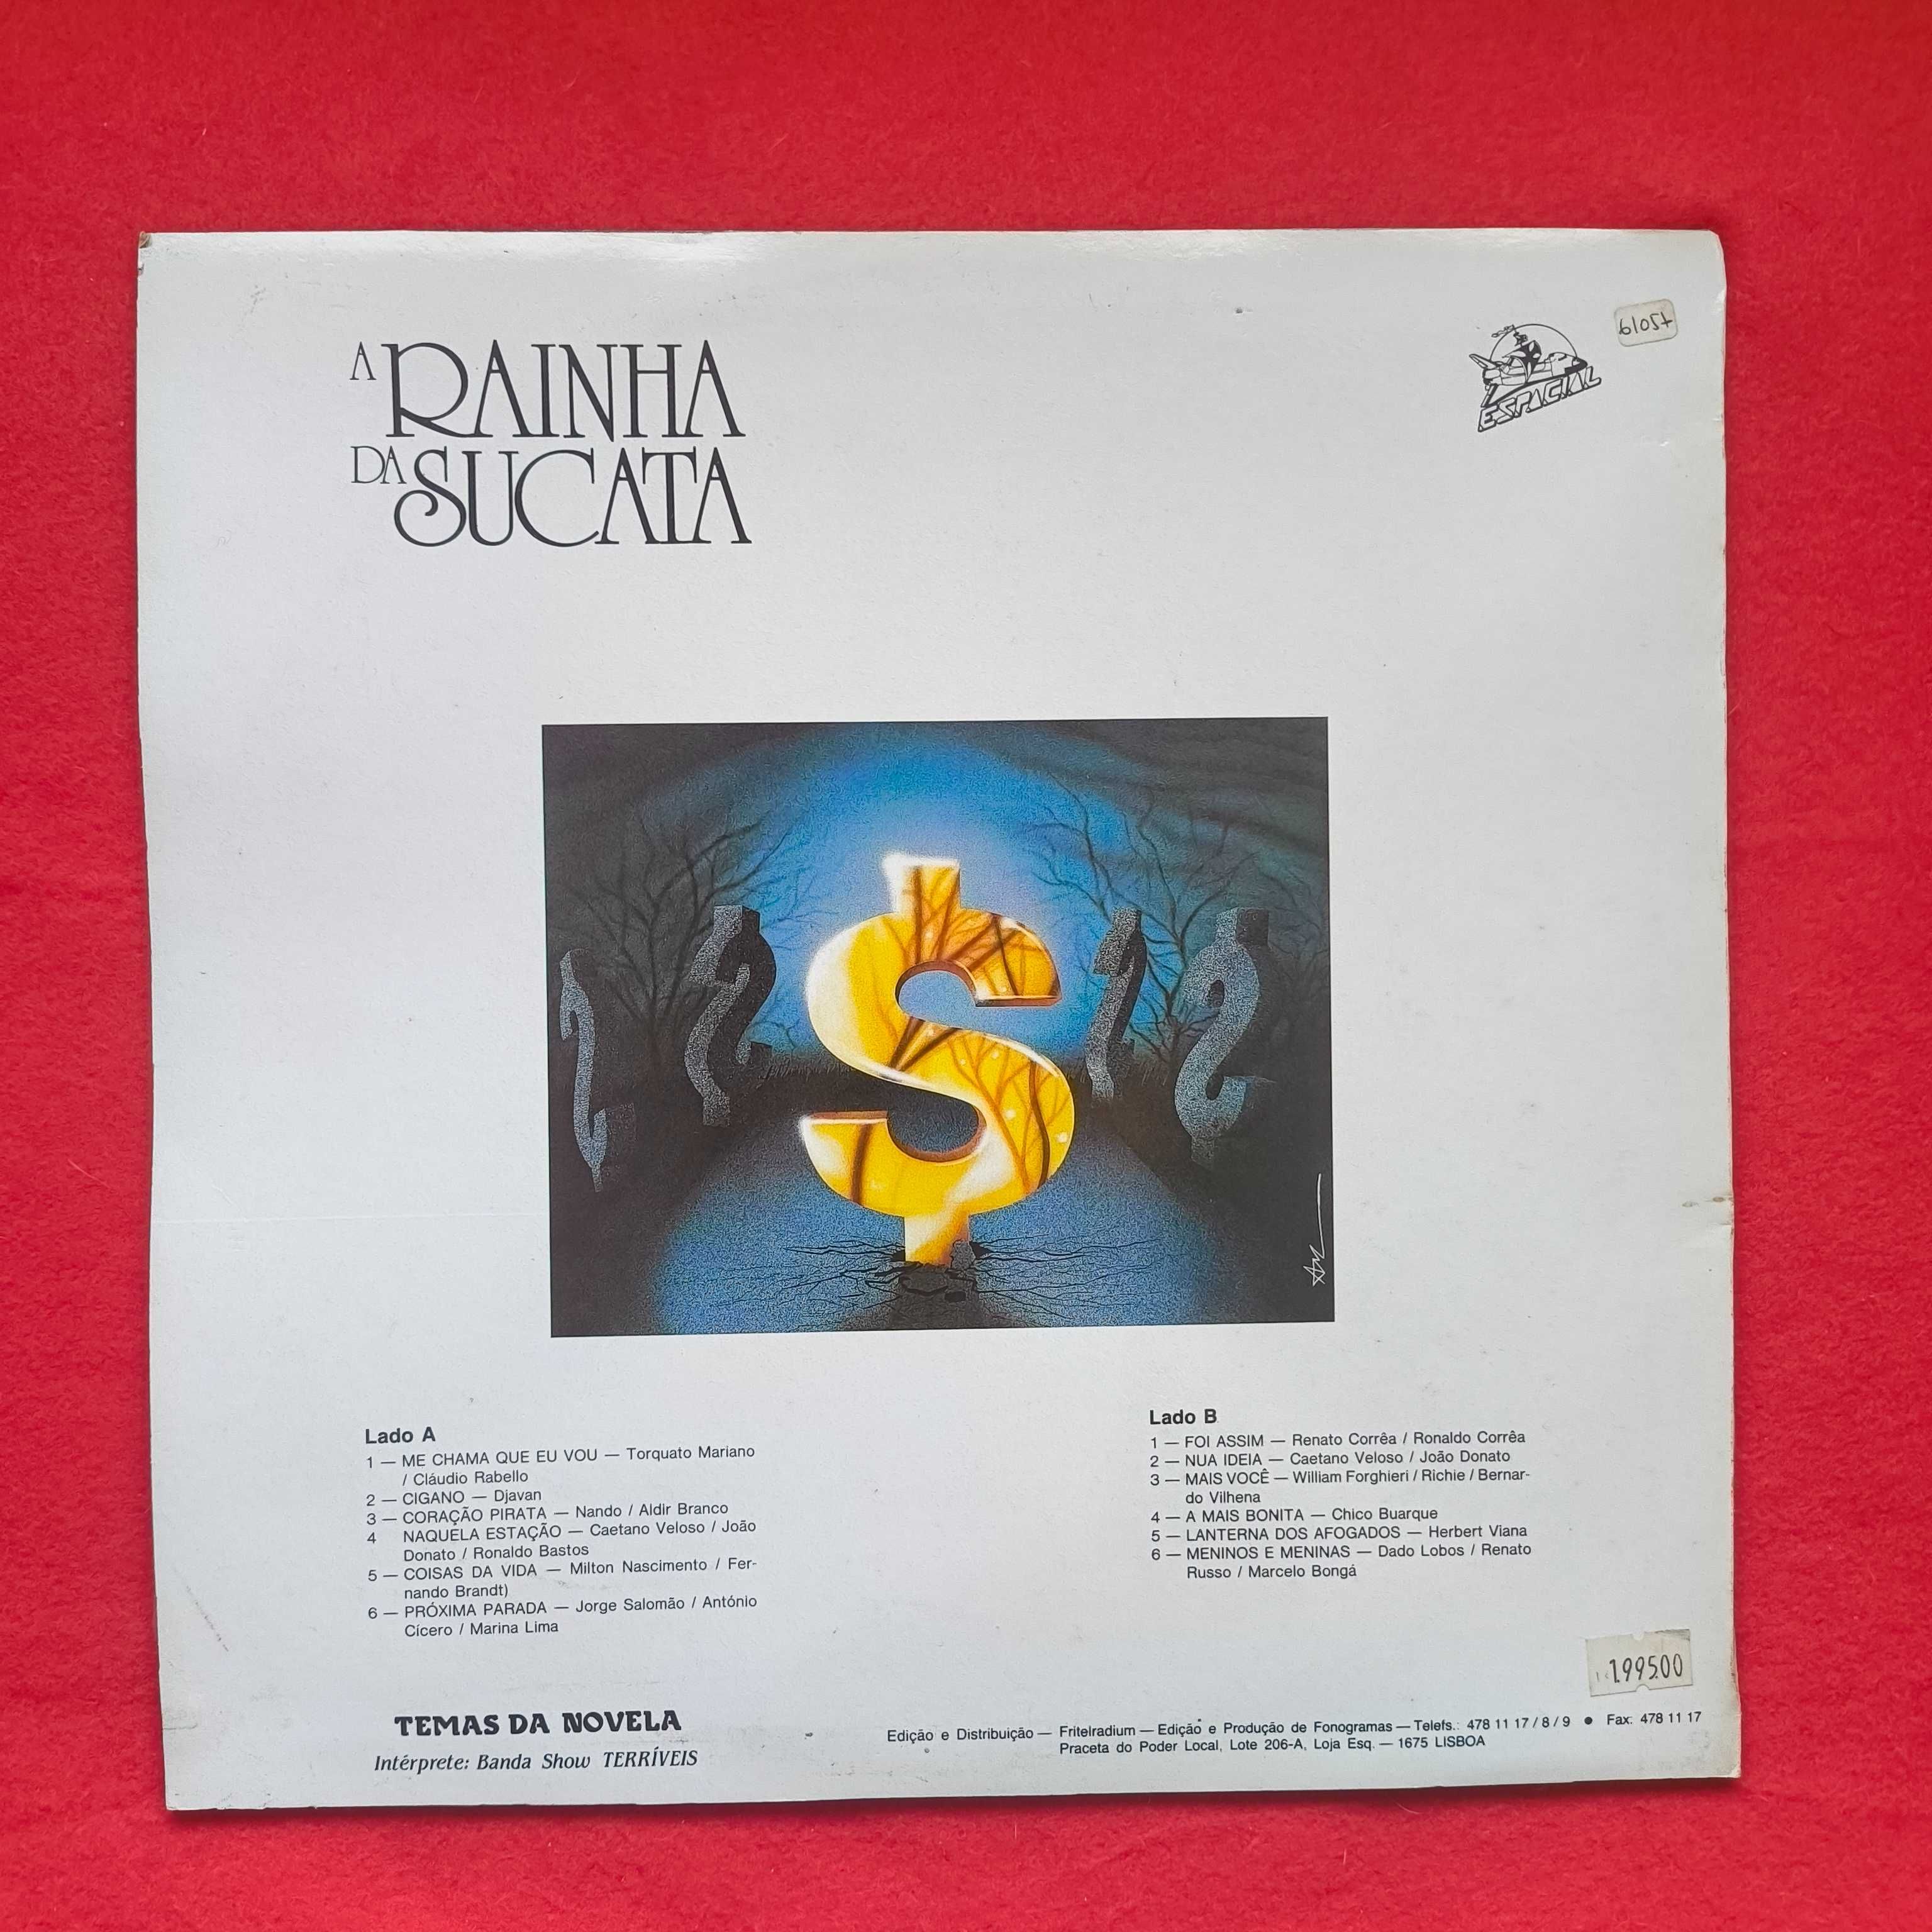 A RAINHA
DA SUCATA
ESPACIAL
61057
Lado A
1 — ME CHAMA QUE EU VOU — Torquato Mariano
/ Cláudio Rabello
2 — CIGANO — Djavan
3 — CORAÇÃO PIRATA — Nando / Aldir Branco
4 NAQUELA ESTAÇÃO — Caetano Veloso / João
Donato / Ronaldo Bastos
5 — COISAS DA VIDA — Milton Nascimento / Fer-
nando Brandt)
6 — PRÓXIMA PARADA — Jorge Salomão / António
Cícero / Marina Lima
Lado B
1 — FOI ASSIM — Renato Corrêa / Ronaldo Corrêa
2 — NUA IDEIA — Caetano Veloso / João Donato
3 — MAIS VOCÊ — William Forghieri / Richie / Bernar-
do Vilhena
4 — A MAIS BONITA — Chico Buarque
5 — LANTERNA DOS AFOGADOS — Herbert Viana
6 — MENINOS E MENINAS — Dado Lobos / Renato
Russo / Marcelo Bongá
199500
TEMAS DA NOVELA
Intérprete: Banda Show TERRÍVEIS
Edição e Distribuição — Fritelradium — Edição e Produção de Fonogramas — Telefs.: 478 11 17 / 8 / 9 ● Fax: 478 11 17
Praceta do Poder Local, Lote 206-A, Loja Esq. — 1675 LISBOA